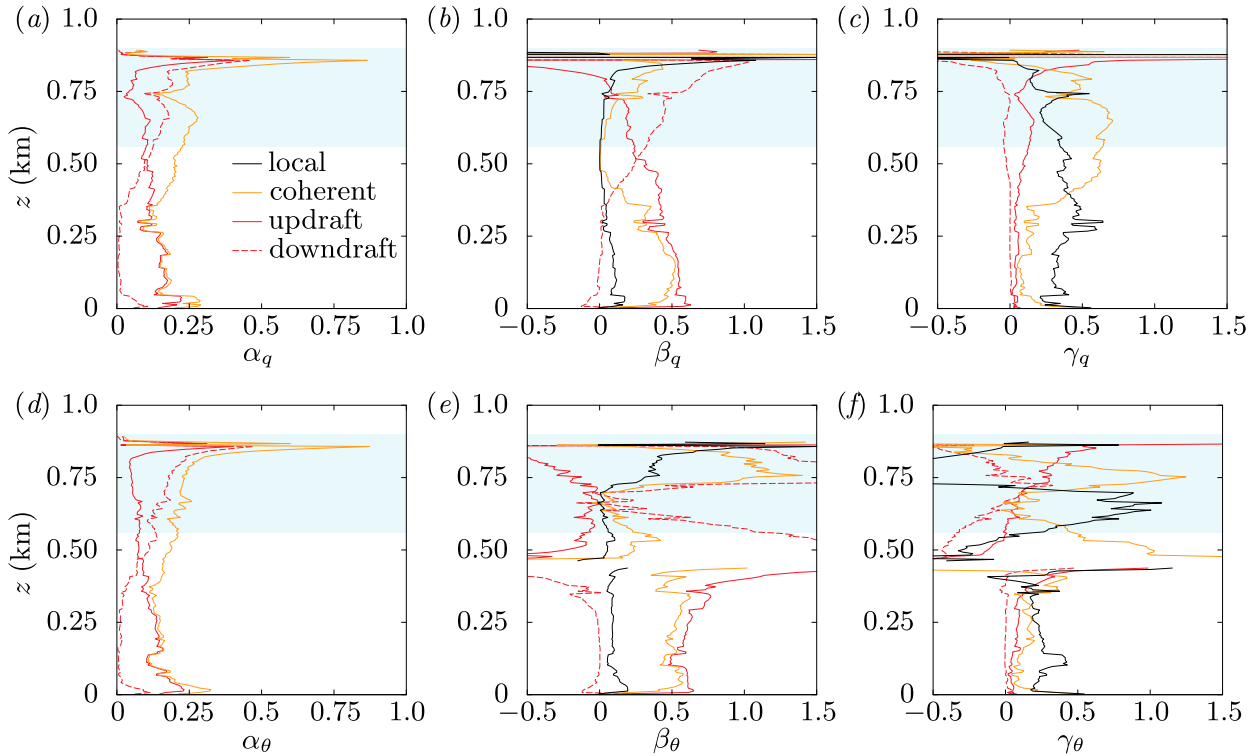 (a) (b) (c)
1.0 1.0 1.0
0.75 0.75 0.75
z (km)
0.50 0.50 0.50
local
coherent
updraft
downdraft
0.25 0.25 0.25
0 0 0
0 0.25 0.5 0.75 1.0 −0.5 0 0.5 1.0 1.5 −0.5 0 0.5 1.0 1.5
α_q β_q γ_q
(d) (e) (f)
1.0 1.0 1.0
0.75 0.75 0.75
z (km)
0.50 0.50 0.50
0.25 0.25 0.25
0 0 0
0 0.25 0.5 0.75 1.0 −0.5 0 0.5 1.0 1.5 −0.5 0 0.5 1.0 1.5
α_θ β_θ γ_θ